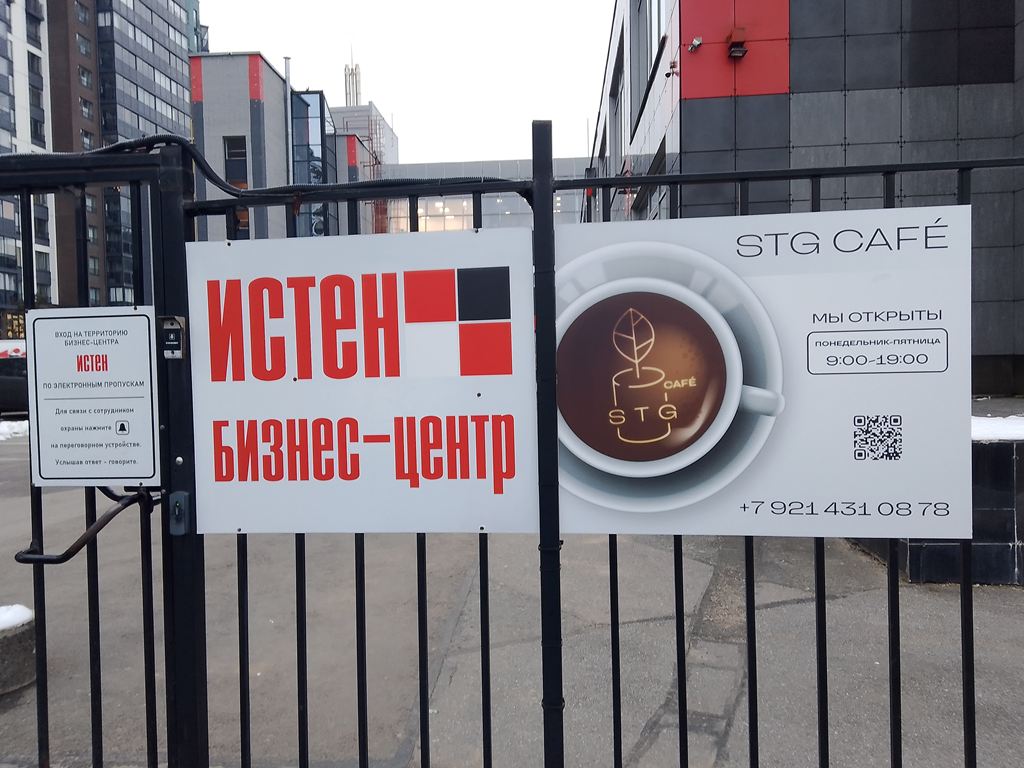 ВХОД НА ТЕРРИТОРИЮ
БИЗНЕС-ЦЕНТРА
ИСТЕН
ПО ЭЛЕКТРОННЫМ ПРОПУСКАМ
Для связи с сотрудником
охраны нажмите
на переговорном устройстве.
Услышав ответ - говорите.
ИСТЕН
БИЗНЕС-ЦЕНТР
STG CAFÉ
МЫ ОТКРЫТЫ
ПОНЕДЕЛЬНИК-ПЯТНИЦА
9:00-19:00
CAFÉ
STG
+7 921 431 08 78